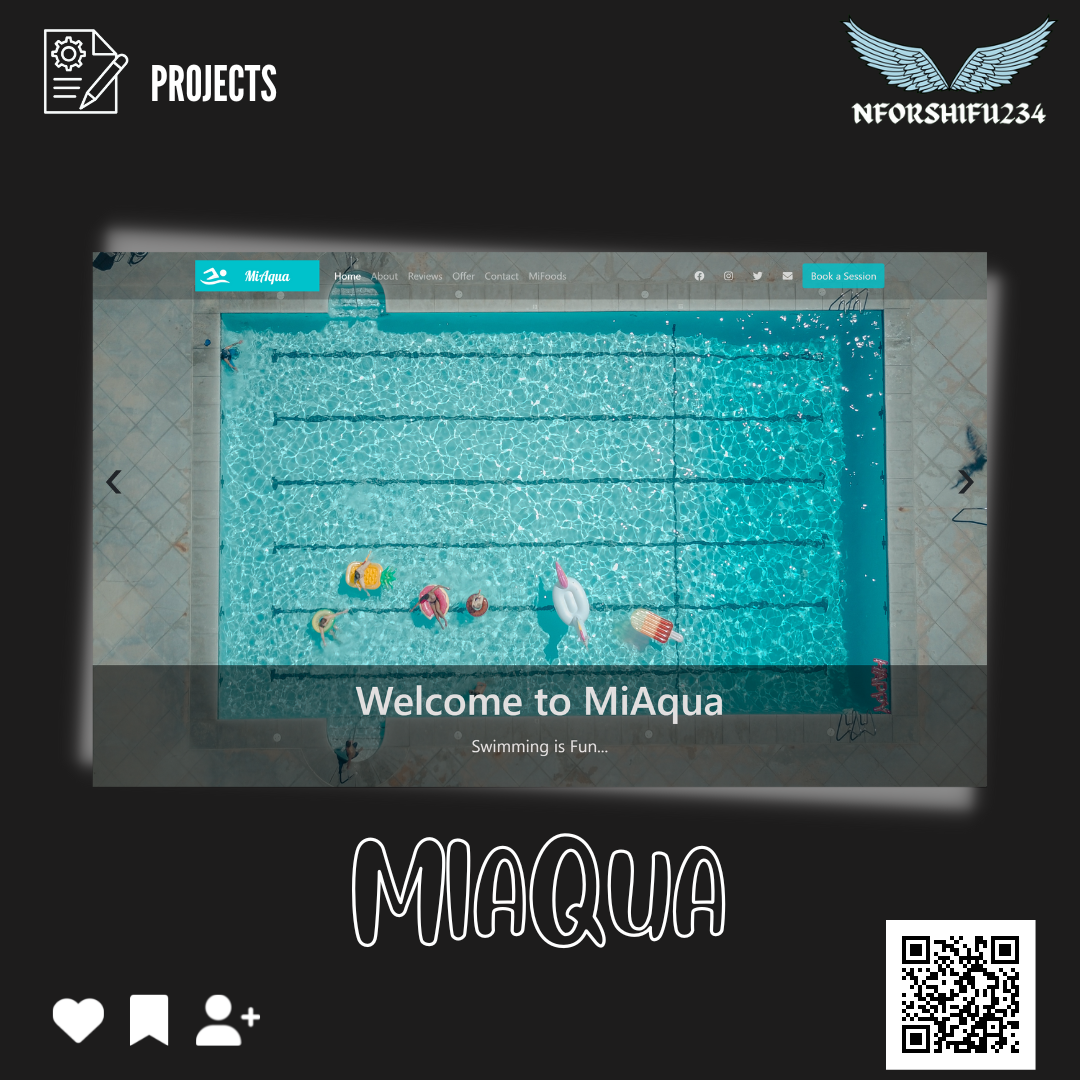 PROJECTS
NFORSHIFU234
MiAqua
Home About Reviews Offer Contact MiFoods
Book a Session
Welcome to MiAqua
Swimming is Fun...
MIAQUA